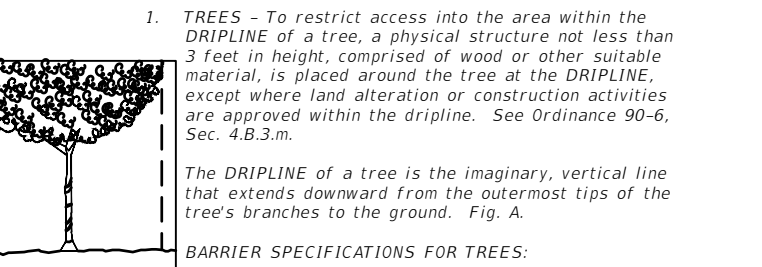 1. TREES - To restrict access into the area within the
DRIPLINE of a tree, a physical structure not less than
3 feet in height, comprised of wood or other suitable
material, is placed around the tree at the DRIPLINE,
except where land alteration or construction activities
are approved within the dripline. See Ordinance 90-6,
Sec. 4.B.3.m.
The DRIPLINE of a tree is the imaginary, vertical line
that extends downward from the outermost tips of the
tree's branches to the ground. Fig. A.
BARRIER SPECIFICATIONS FOR TREES: